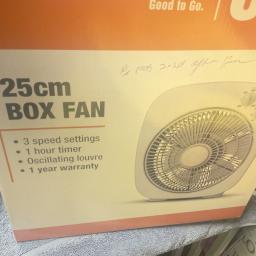 Good to Go.
25cm
BOX FAN
• 3 speed settings
• 1 hour timer
• Oscillating louvre
• 1 year warranty